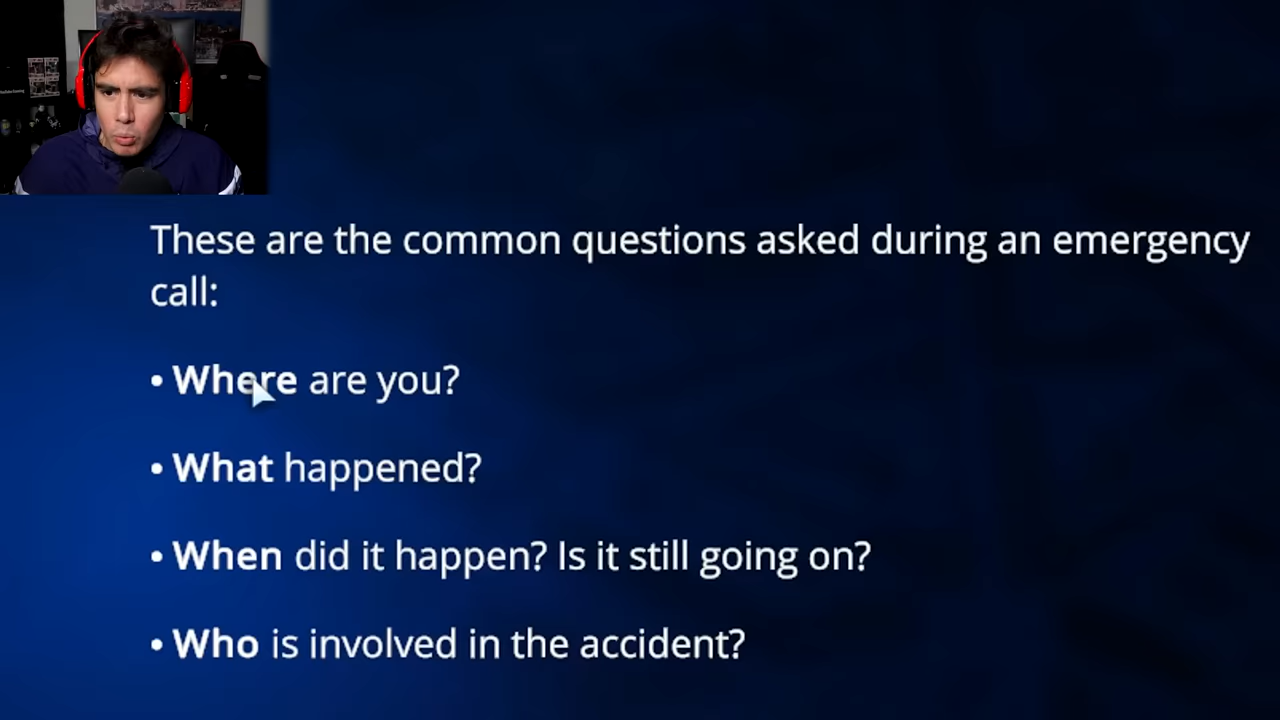 These are the common questions asked during an emergency
call:
• Where are you?
• What happened?
• When did it happen? Is it still going on?
• Who is involved in the accident?